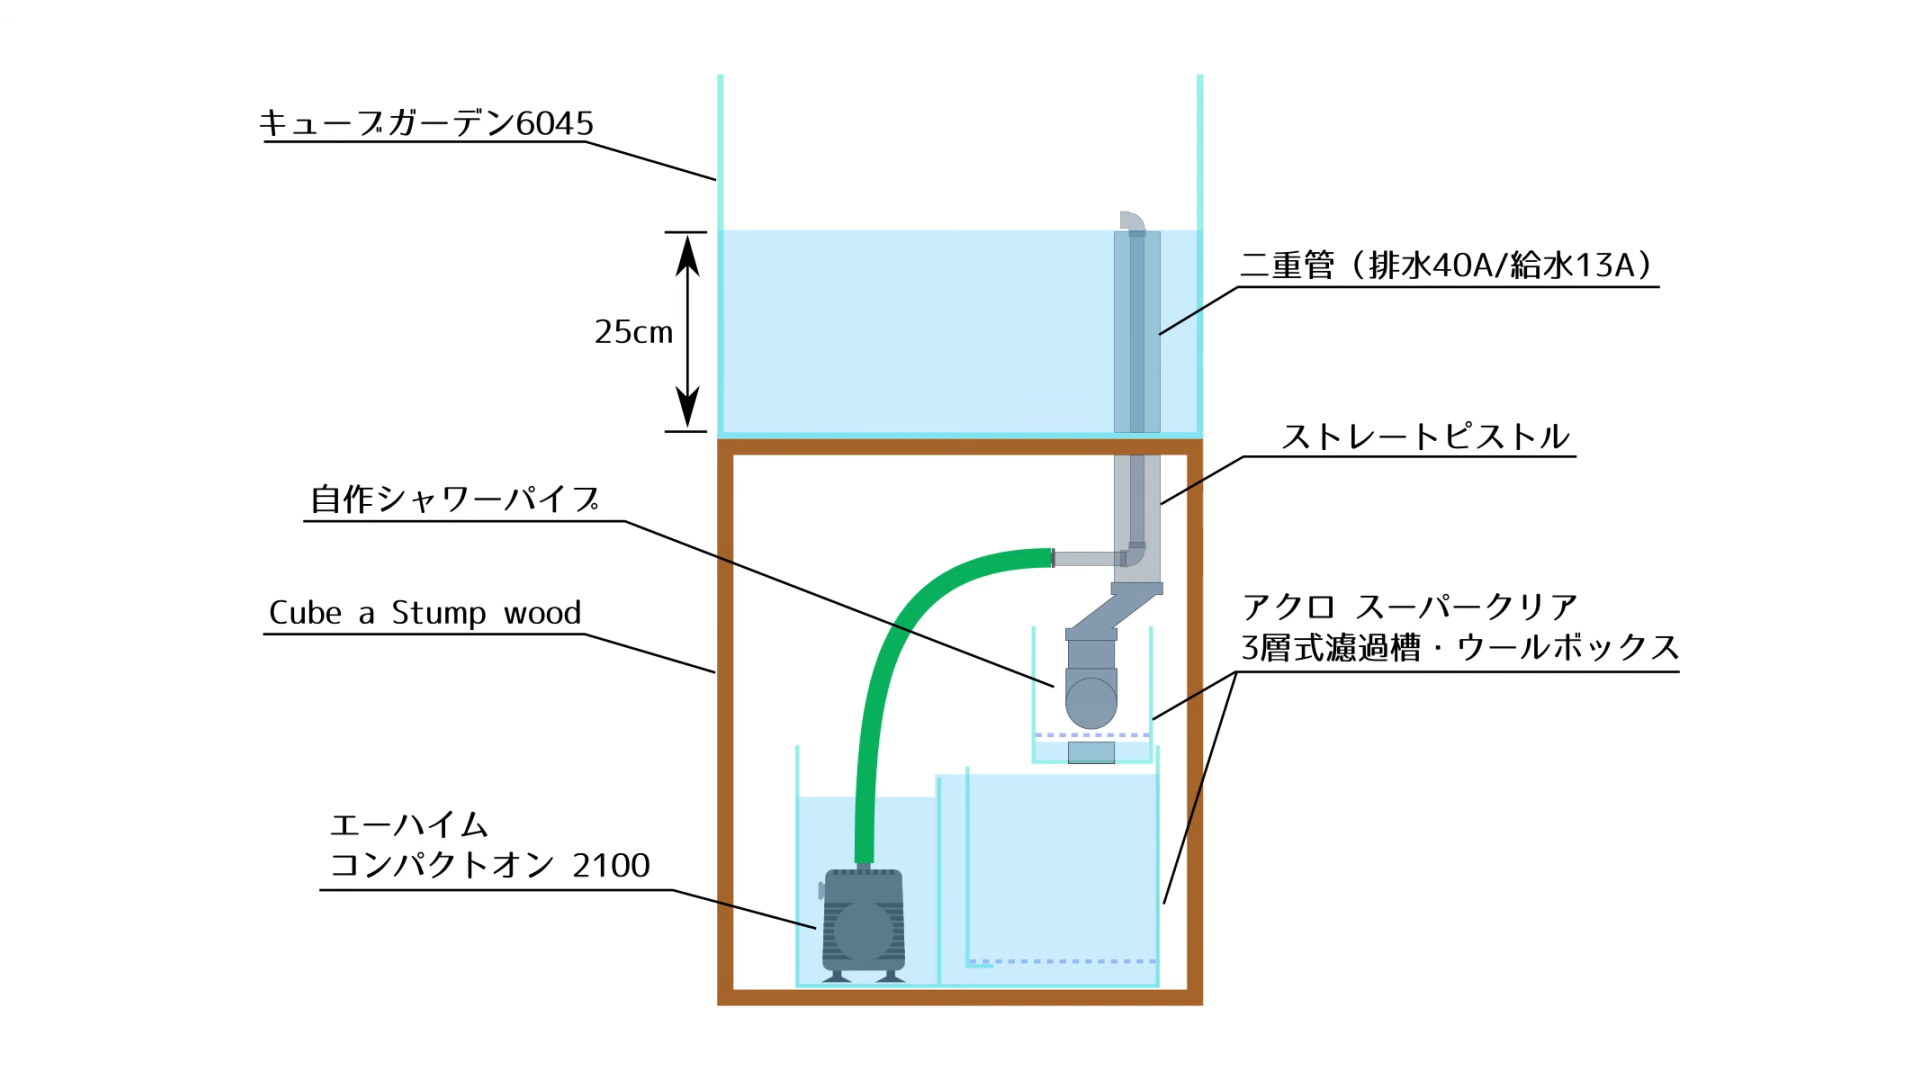 キューブガーデン6045
二重管（排水40A/給水13A）
25cm
ストレートピストル
自作シャワーパイプ
Cube a Stump wood
アクロ スーパークリア
3層式濾過槽・ウールボックス
エーハイム
コンパクトオン 2100